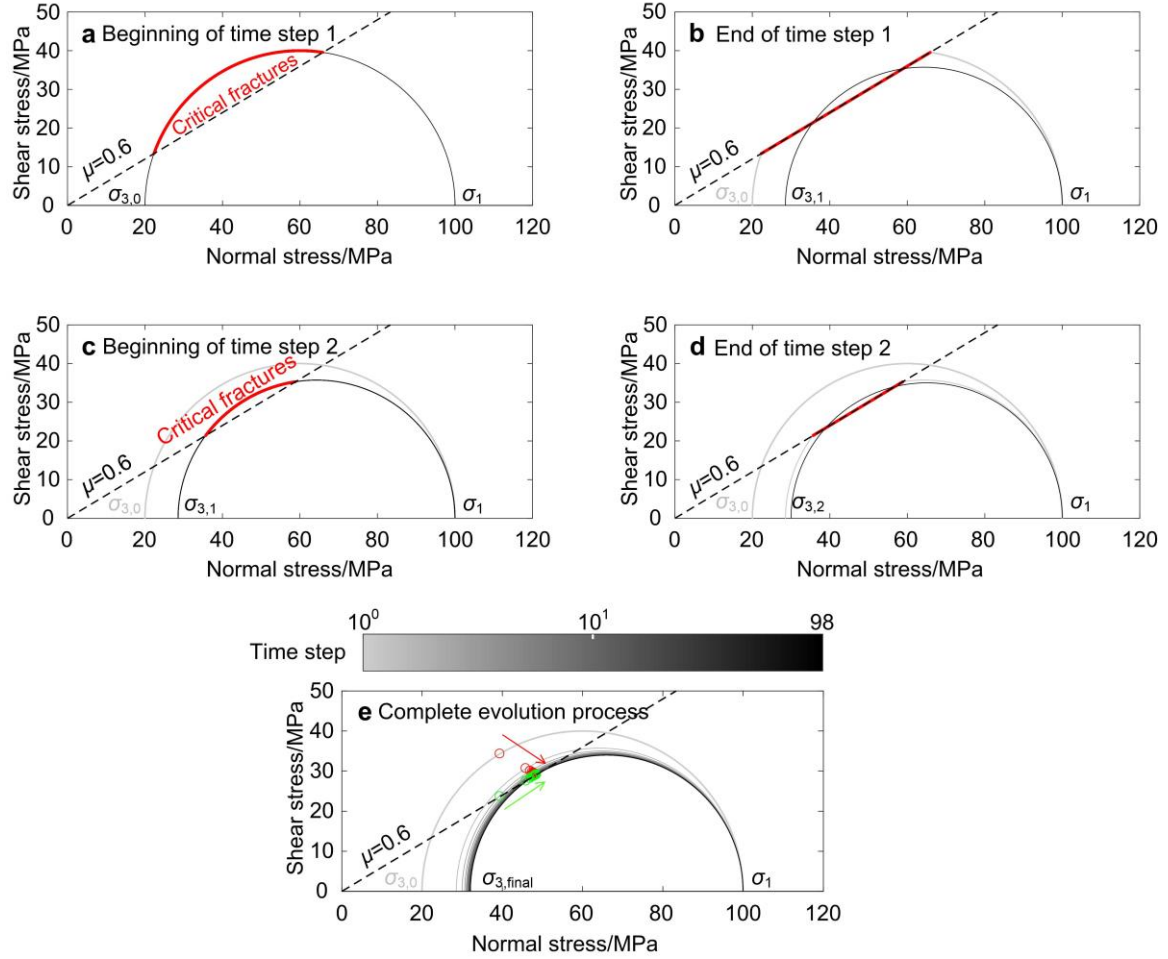 a Beginning of time step 1
50
40
30
20
10
0
Shear stress/MPa
Critical fractures
μ=0.6
σ3,0
σ1
0 20 40 60 80 100 120
Normal stress/MPa
b End of time step 1
50
40
30
20
10
0
Shear stress/MPa
μ=0.6
σ3,0
σ3,1
σ1
0 20 40 60 80 100 120
Normal stress/MPa
c Beginning of time step 2
50
40
30
20
10
0
Shear stress/MPa
Critical fractures
μ=0.6
σ3,0
σ3,1
σ1
0 20 40 60 80 100 120
Normal stress/MPa
d End of time step 2
50
40
30
20
10
0
Shear stress/MPa
μ=0.6
σ3,0
σ3,2
σ1
0 20 40 60 80 100 120
Normal stress/MPa
10⁰ 10¹ 98
Time step
e Complete evolution process
50
40
30
20
10
0
Shear stress/MPa
μ=0.6
σ3,0
σ3,final
σ1
0 20 40 60 80 100 120
Normal stress/MPa